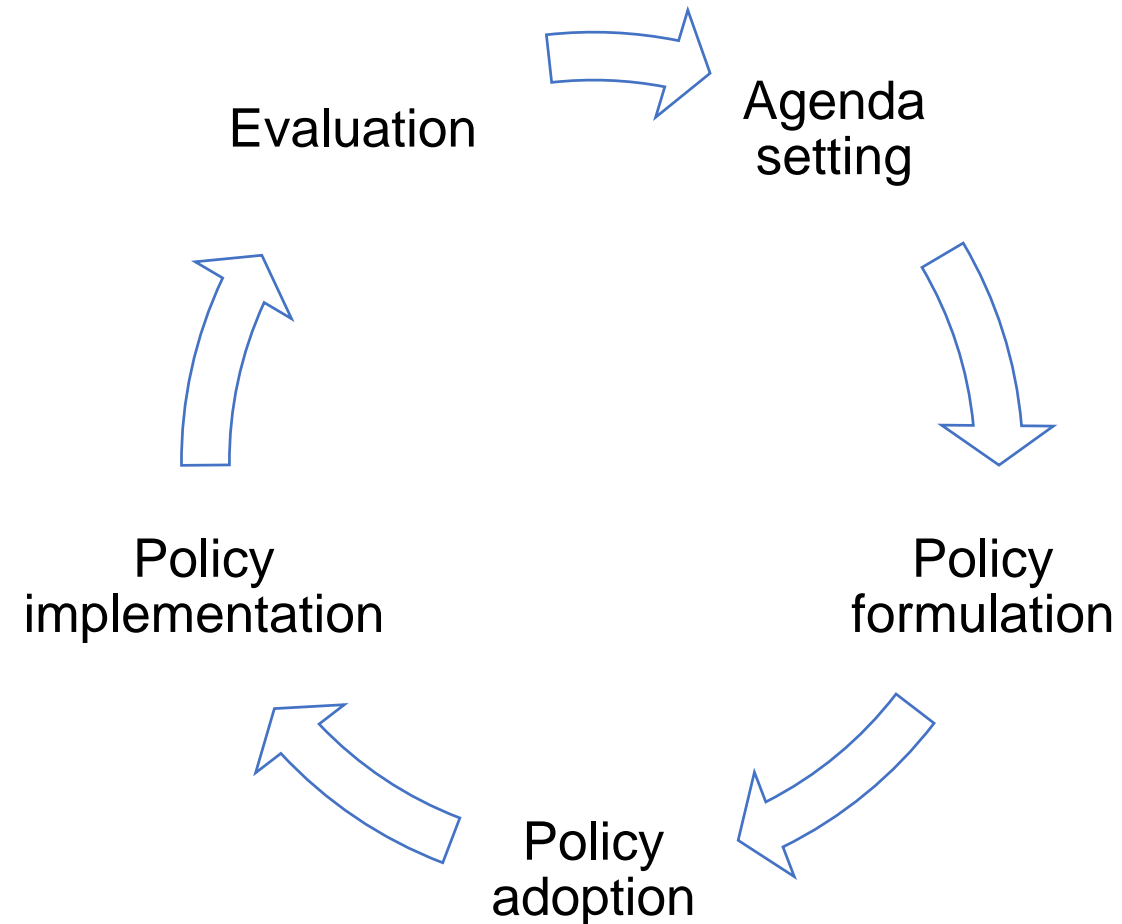 Evaluation
Agenda
setting
Policy
formulation
Policy
adoption
Policy
implementation